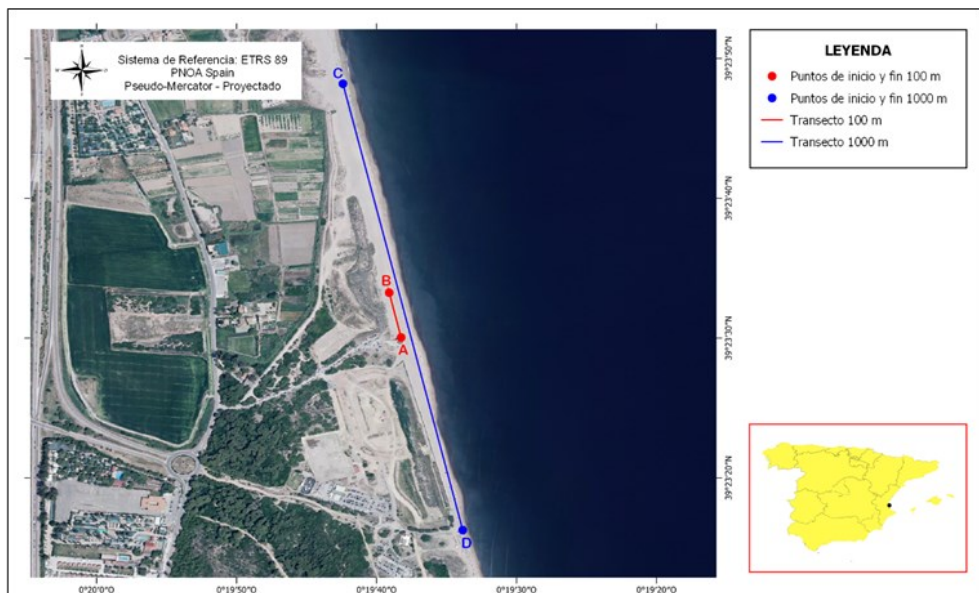 Sistema de Referencia: ETRS 89
PNOA Spain
Pseudo-Mercator - Proyectado
C
B
A
D
39°23'50"N
39°23'40"N
39°23'30"N
39°23'20"N
0°20'0"O
0°19'50"O
0°19'40"O
0°19'30"O
0°19'20"O
LEYENDA
Puntos de inicio y fin 100 m
Puntos de inicio y fin 1000 m
Transecto 100 m
Transecto 1000 m